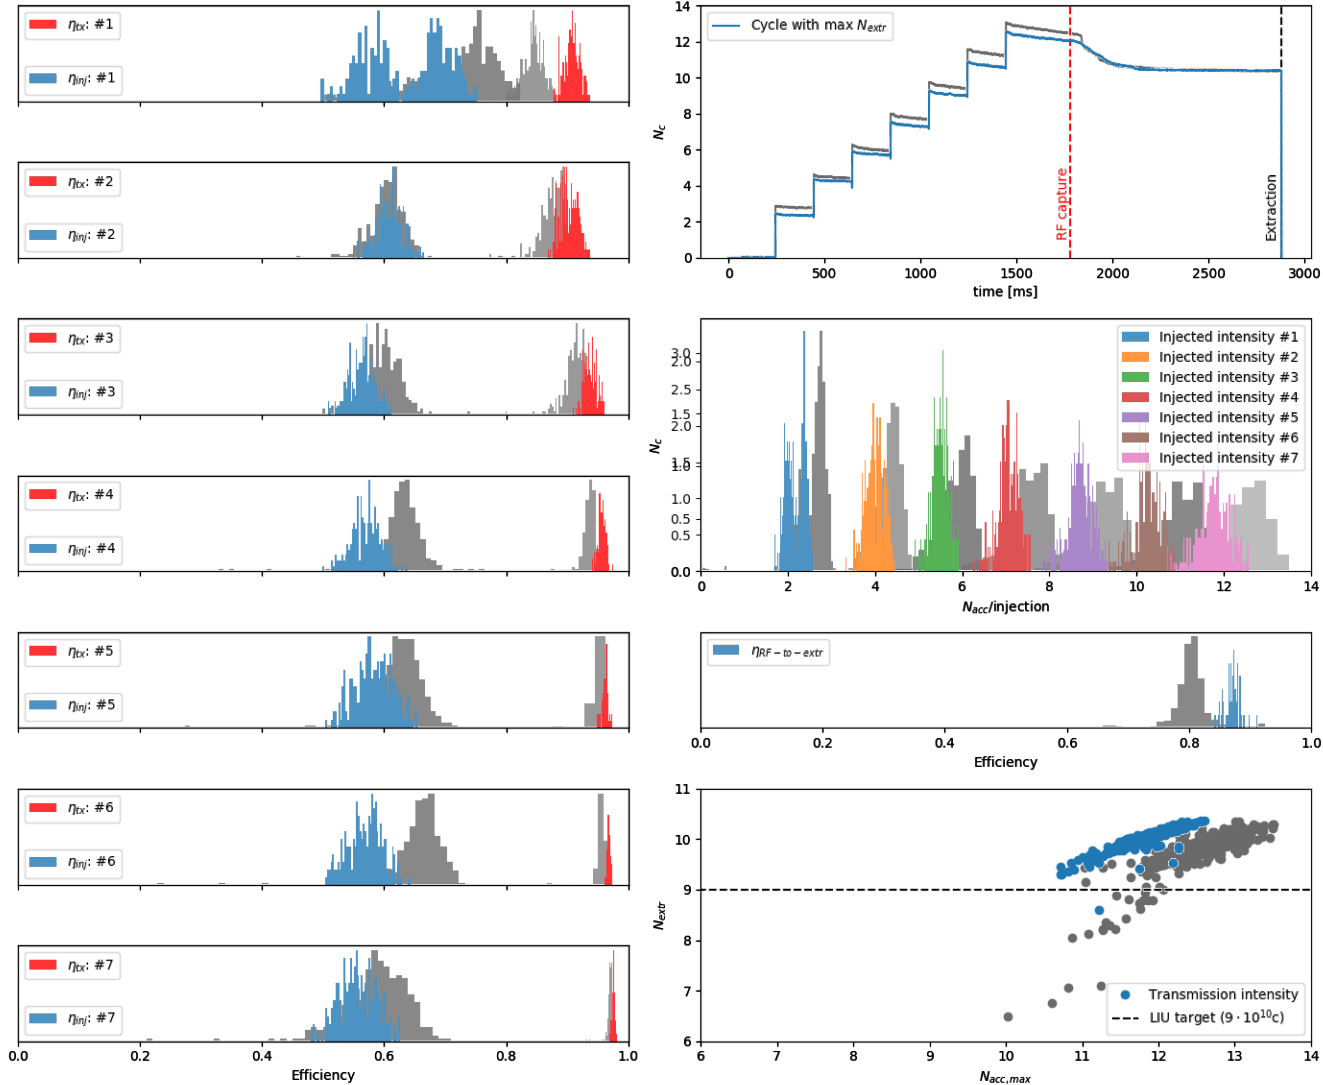 η_tx: #1
η_inj: #1
η_tx: #2
η_inj: #2
η_tx: #3
η_inj: #3
η_tx: #4
η_inj: #4
η_tx: #5
η_inj: #5
η_tx: #6
η_inj: #6
η_tx: #7
η_inj: #7
0.0 0.2 0.4 0.6 0.8 1.0
Efficiency
Cycle with max N_extr
14
12
10
8
6
4
2
0
N_c
RF capture
Extraction
500 1000 1500 2000 2500 3000
0
time [ms]
Injected intensity #1
Injected intensity #2
Injected intensity #3
Injected intensity #4
Injected intensity #5
Injected intensity #6
Injected intensity #7
3.0
2.0
2.5
1.5
2.0
1.5
1.0
0.5
0.0
N_c
0 2 4 6 8 10 12 14
N_acc/injection
η_RF−to−extr
0.0 0.2 0.4 0.6 0.8 1.0
Efficiency
11
10
9
8
7
6
N_extr
Transmission intensity
LIU target (9 · 10^10c)
6 7 8 9 10 11 12 13 14
N_acc,max